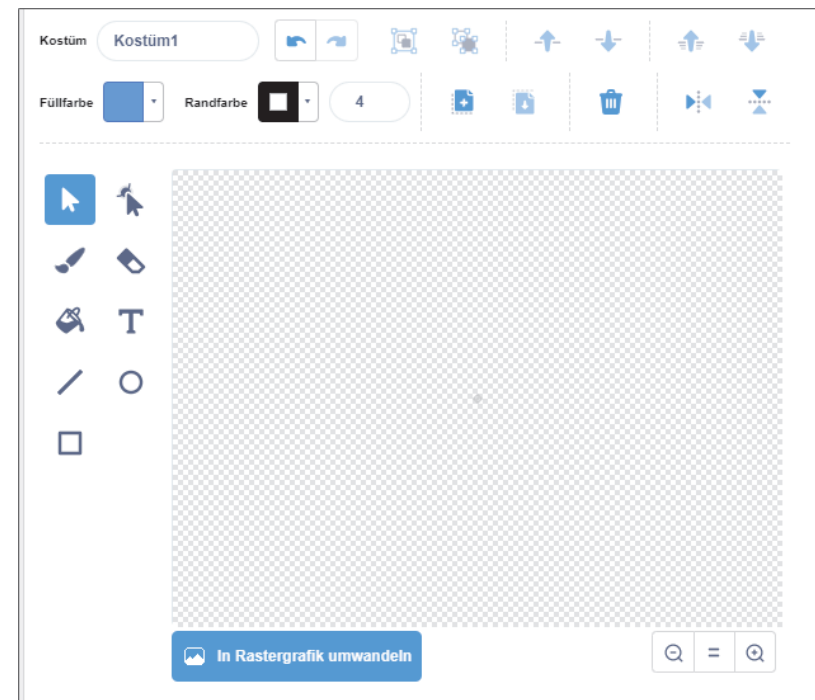 Kostüm
Kostüm1
Füllfarbe
Randfarbe
4
In Rastergrafik umwandeln